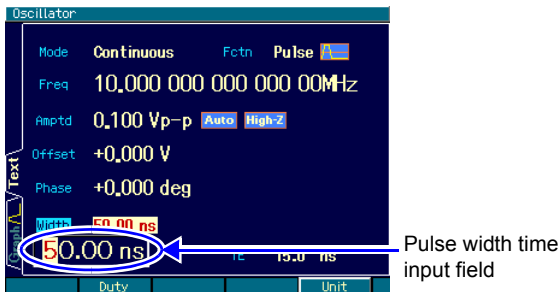 Oscillator
Mode Continuous Fctn Pulse
Freq 10.000 000 000 000 00MHz
Amptd 0.100 Vp-p Auto High-Z
Offset +0.000 V
Phase +0.000 deg
Width 50.00 ns
50.00 ns TE 15.0 ns
Duty Unit
Text
Graph
Pulse width time
input field